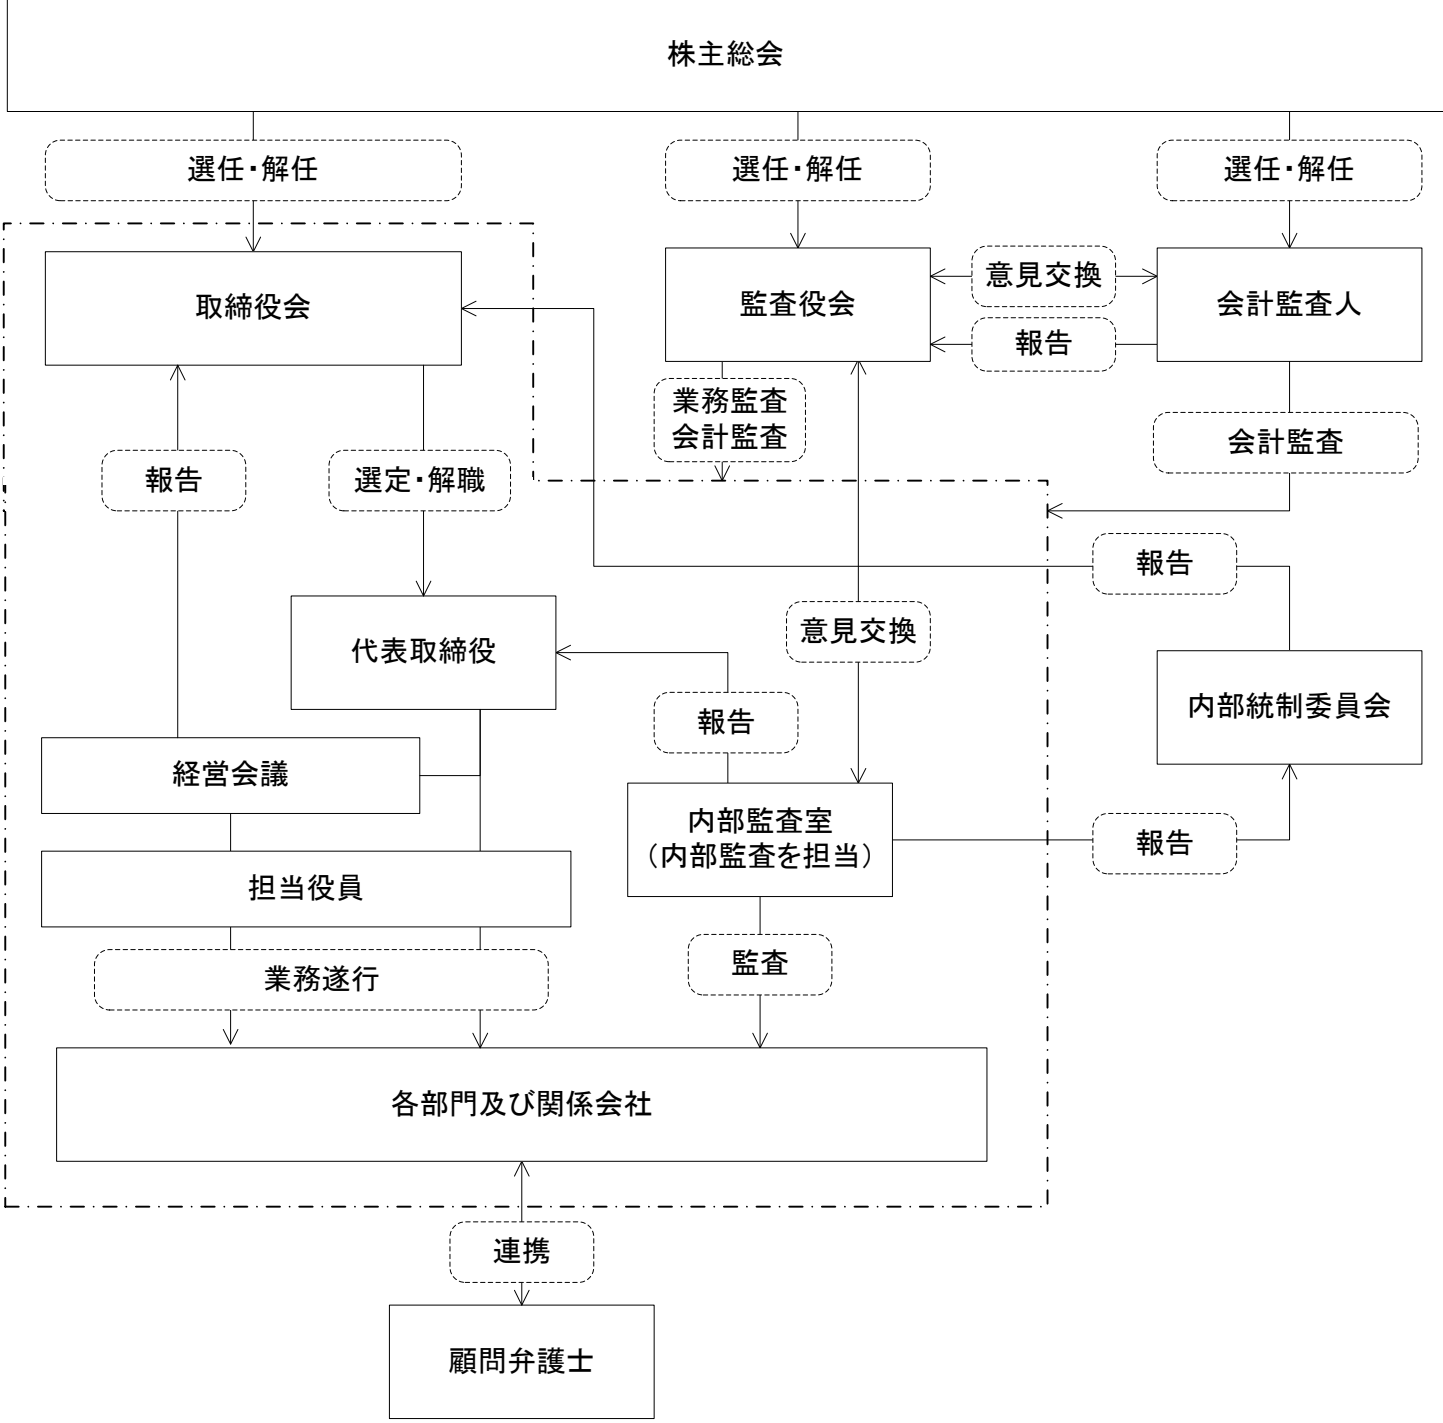 株主総会
選任・解任
選任・解任
選任・解任
取締役会
監査役会
意見交換
会計監査人
報告
業務監査
会計監査
会計監査
報告
選定・解職
報告
代表取締役
意見交換
報告
内部統制委員会
経営会議
内部監査室
（内部監査を担当）
報告
担当役員
業務遂行
監査
各部門及び関係会社
連携
顧問弁護士